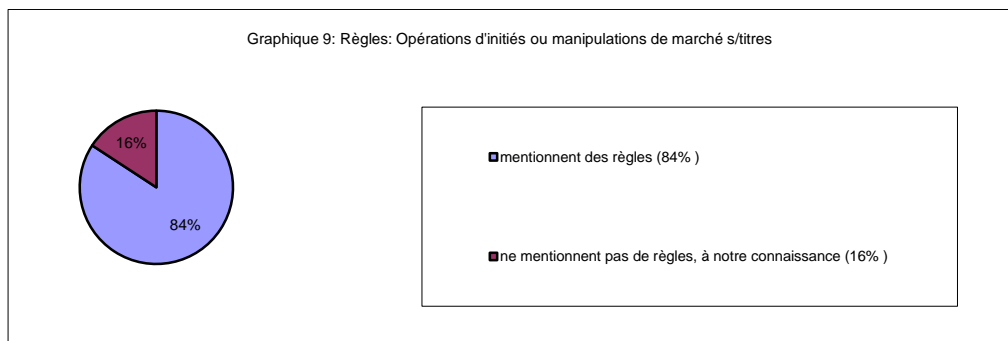 Graphique 9: Règles: Opérations d'initiés ou manipulations de marché s/titres
16%
mentionnent des règles (84% )
84%
ne mentionnent pas de règles, à notre connaissance (16% )